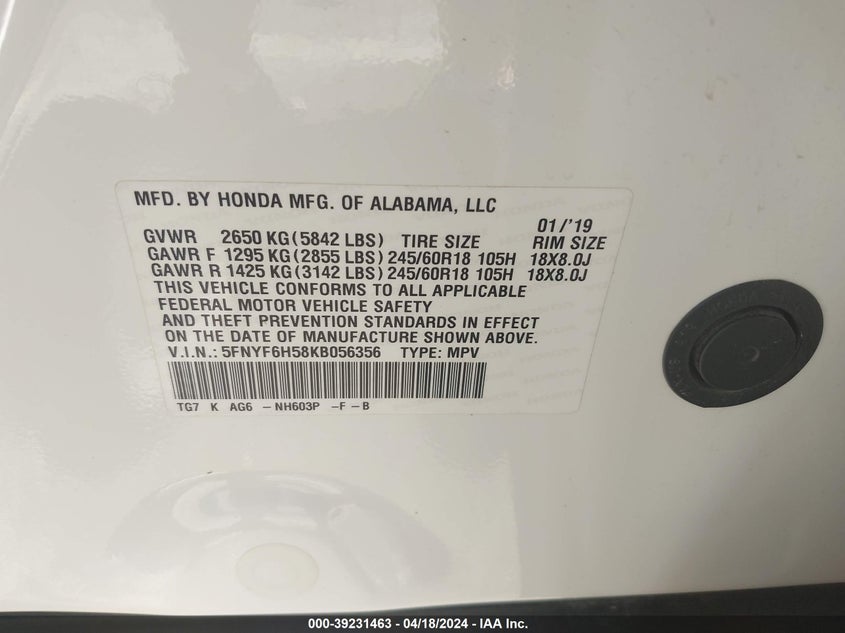 MFD. BY HONDA MFG. OF ALABAMA, LLC
01/'19
GVWR 2650 KG(5842 LBS) TIRE SIZE RIM SIZE
GAWR F 1295 KG(2855 LBS) 245/60R18 105H 18X8.0J
GAWR R 1425 KG(3142 LBS) 245/60R18 105H 18X8.0J
THIS VEHICLE CONFORMS TO ALL APPLICABLE
FEDERAL MOTOR VEHICLE SAFETY
AND THEFT PREVENTION STANDARDS IN EFFECT
ON THE DATE OF MANUFACTURE SHOWN ABOVE.
V.I.N.: 5FNYF6H58KB056356 TYPE: MPV
TG7 K AG6 -NH603P -F-B
000-39231463 - 04/18/2024 - IAA Inc.